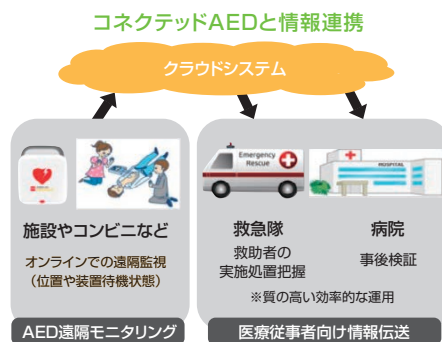 コネクテッドAEDと情報連携
クラウドシステム
施設やコンビニなど
オンラインでの遠隔監視
(位置や装置待機状態)
AED遠隔モニタリング
Emergency
Rescue
HOSPITAL
救急隊
救助者の
実施処置把握
病院
事後検証
※質の高い効率的な運用
医療従事者向け情報伝送